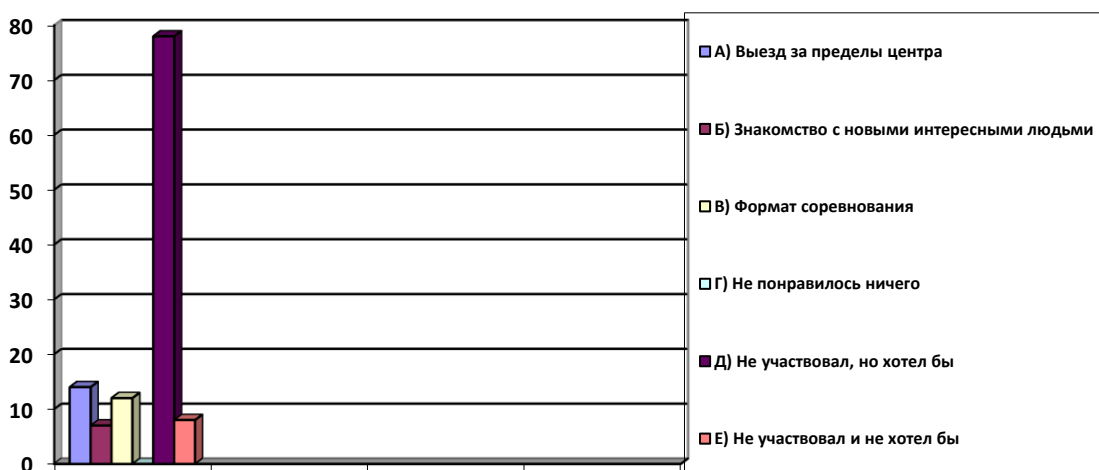 80
70
60
50
40
30
20
10
0
А) Выезд за пределы центра
Б) Знакомство с новыми интересными людьми
В) Формат соревнования
Г) Не понравилось ничего
Д) Не участвовал, но хотел бы
Е) Не участвовал и не хотел бы